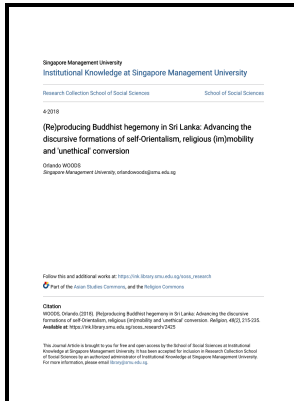 Singapore Management University
Institutional Knowledge at Singapore Management University
Research Collection School of Social Sciences
School of Social Sciences
4-2018
(Re)producing Buddhist hegemony in Sri Lanka: Advancing the
discursive formations of self-Orientalism, religious (im)mobility
and 'unethical' conversion
Orlando WOODS
Singapore Management University, orlandowoods@smu.edu.sg
Follow this and additional works at: https://ink.library.smu.edu.sg/soss_research
Part of the Asian Studies Commons, and the Religion Commons
Citation
WOODS, Orlando.(2018). (Re)producing Buddhist hegemony in Sri Lanka: Advancing the discursive
formations of self-Orientalism, religious (im)mobility and 'unethical' conversion. Religion, 48(2), 215-235.
Available at: https://ink.library.smu.edu.sg/soss_research/2425
This Journal Article is brought to you for free and open access by the School of Social Sciences at Institutional
Knowledge at Singapore Management University. It has been accepted for inclusion in Research Collection School
of Social Sciences by an authorized administrator of Institutional Knowledge at Singapore Management University.
For more information, please email library@smu.edu.sg.